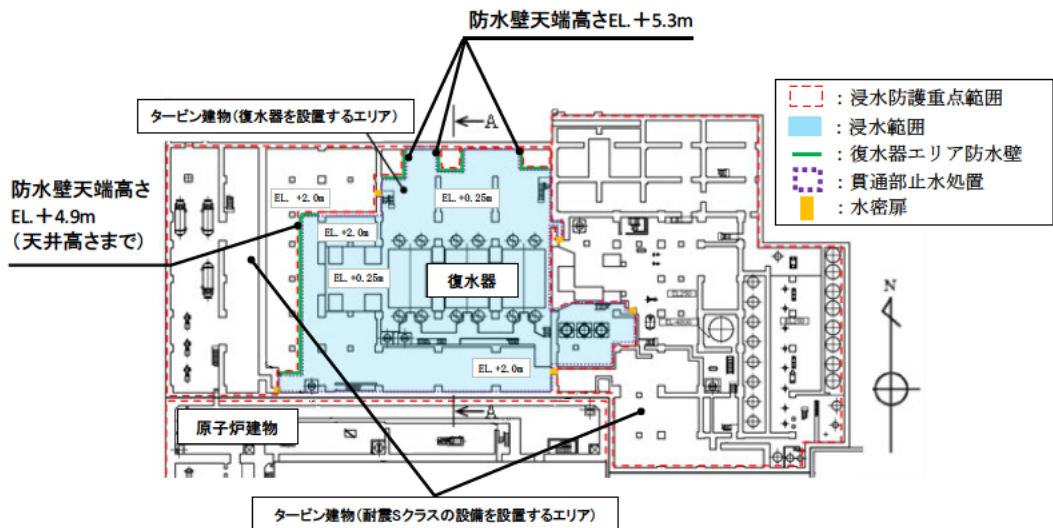 防水壁天端高さEL.＋5.3m
タービン建物(復水器を設置するエリア)
A
：浸水防護重点範囲
：浸水範囲
：復水器エリア防水壁
：貫通部止水処置
：水密扉
防水壁天端高さ
EL.＋4.9m
（天井高さまで）
EL. +2.0m
EL.+0.25m
EL. +2.0m
EL.+0.25m
復水器
EL. +2.0m
N
A
原子炉建物
タービン建物(耐震Sクラスの設備を設置するエリア)